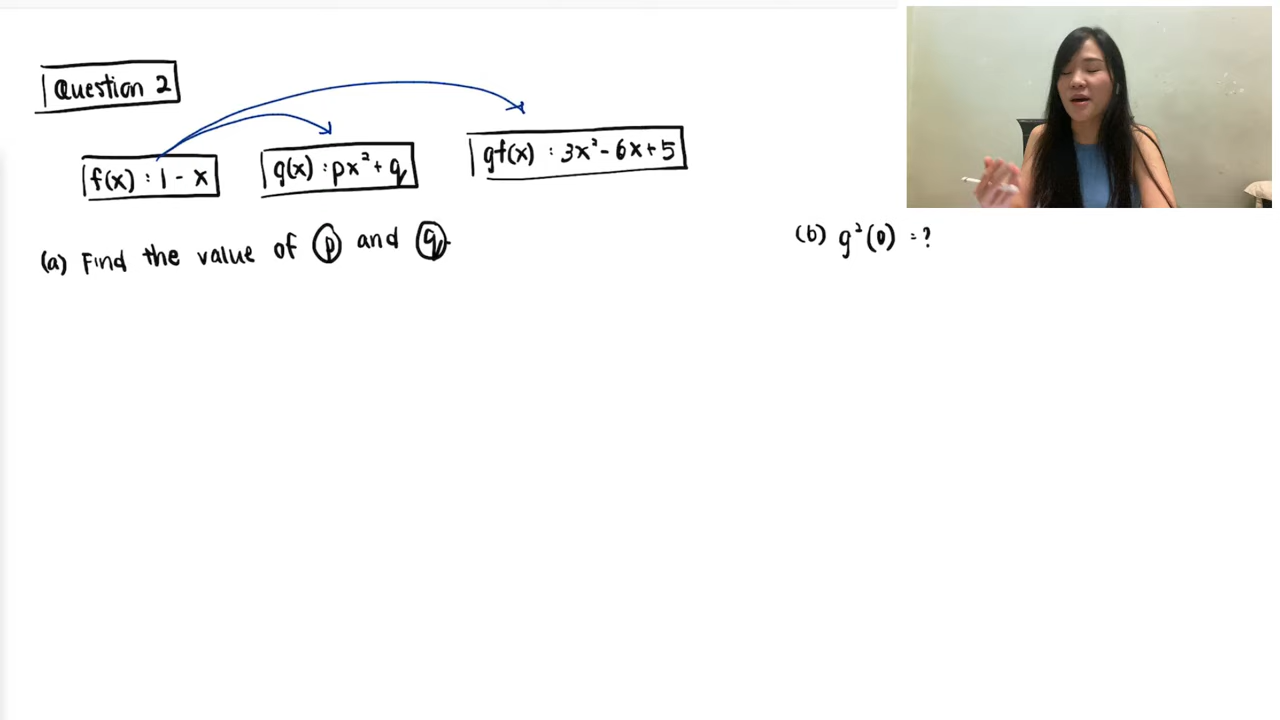 Question 2
f(x) : 1 - x
g(x) : px² + q
gf(x) : 3x² - 6x + 5
(a) Find the value of p and q.
(b) g²(0) = ?